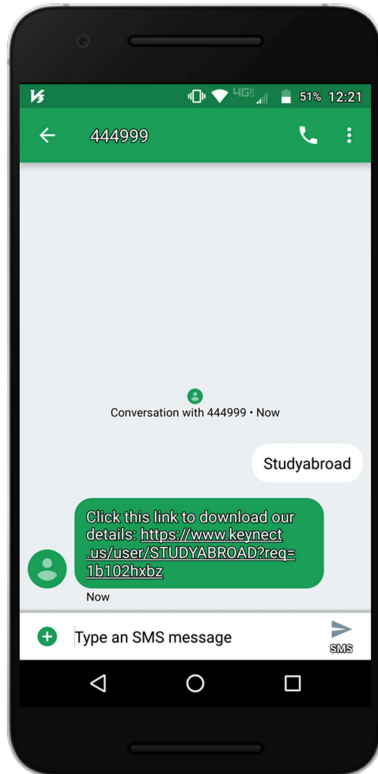 51% 12:21
444999
Conversation with 444999 • Now
Studyabroad
Click this link to download our
details: https://www.keynect
.us/user/STUDYABROAD?req=
1b102hxbz
Now
Type an SMS message
SMS